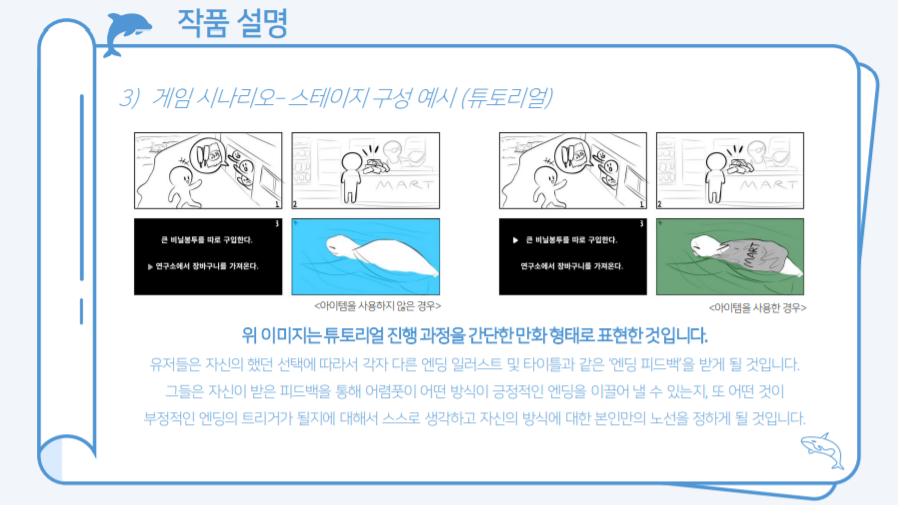 작품 설명
3) 게임 시나리오- 스테이지 구성 예시 (튜토리얼)
1
2
MART
3
큰 비닐봉투를 따로 구입한다.
▶ 연구소에서 장바구니를 가져온다.
4
<아이템을 사용하지 않은 경우>
1
2
MART
3
▶ 큰 비닐봉투를 따로 구입한다.
연구소에서 장바구니를 가져온다.
4
MART
<아이템을 사용한 경우>
위 이미지는 튜토리얼 진행 과정을 간단한 만화 형태로 표현한 것입니다.
유저들은 자신의 했던 선택에 따라서 각자 다른 엔딩 일러스트 및 타이틀과 같은 '엔딩 피드백'을 받게 될 것입니다.
그들은 자신이 받은 피드백을 통해 어렴풋이 어떤 방식이 긍정적인 엔딩을 이끌어 낼 수 있는지, 또 어떤 것이
부정적인 엔딩의 트리거가 될지에 대해서 스스로 생각하고 자신의 방식에 대한 본인만의 노선을 정하게 될 것입니다.